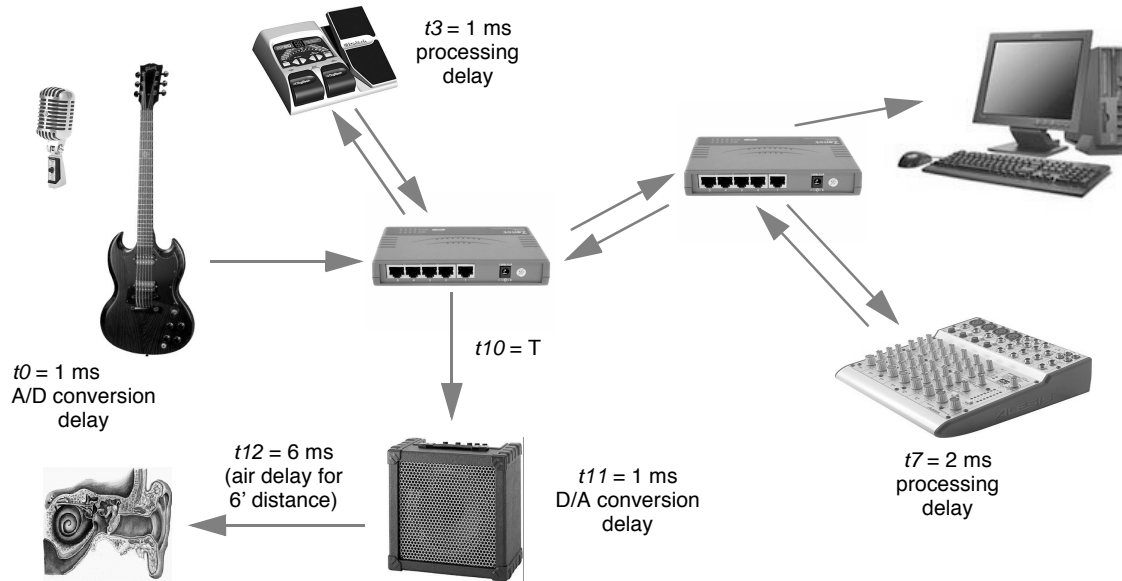 t3 = 1 ms
processing
delay
t10 = T
t0 = 1 ms
A/D conversion
delay
t12 = 6 ms
(air delay for
6' distance)
t11 = 1 ms
D/A conversion
delay
t7 = 2 ms
processing
delay